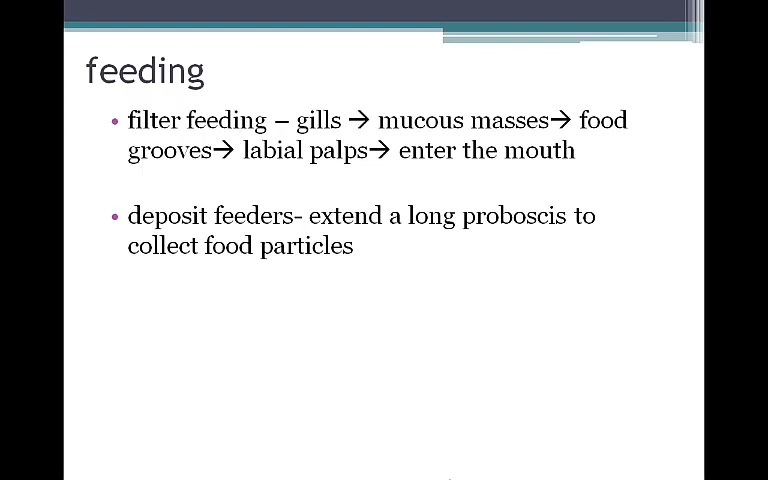 feeding
• filter feeding – gills → mucous masses→ food
grooves→ labial palps→ enter the mouth
• deposit feeders- extend a long proboscis to
collect food particles